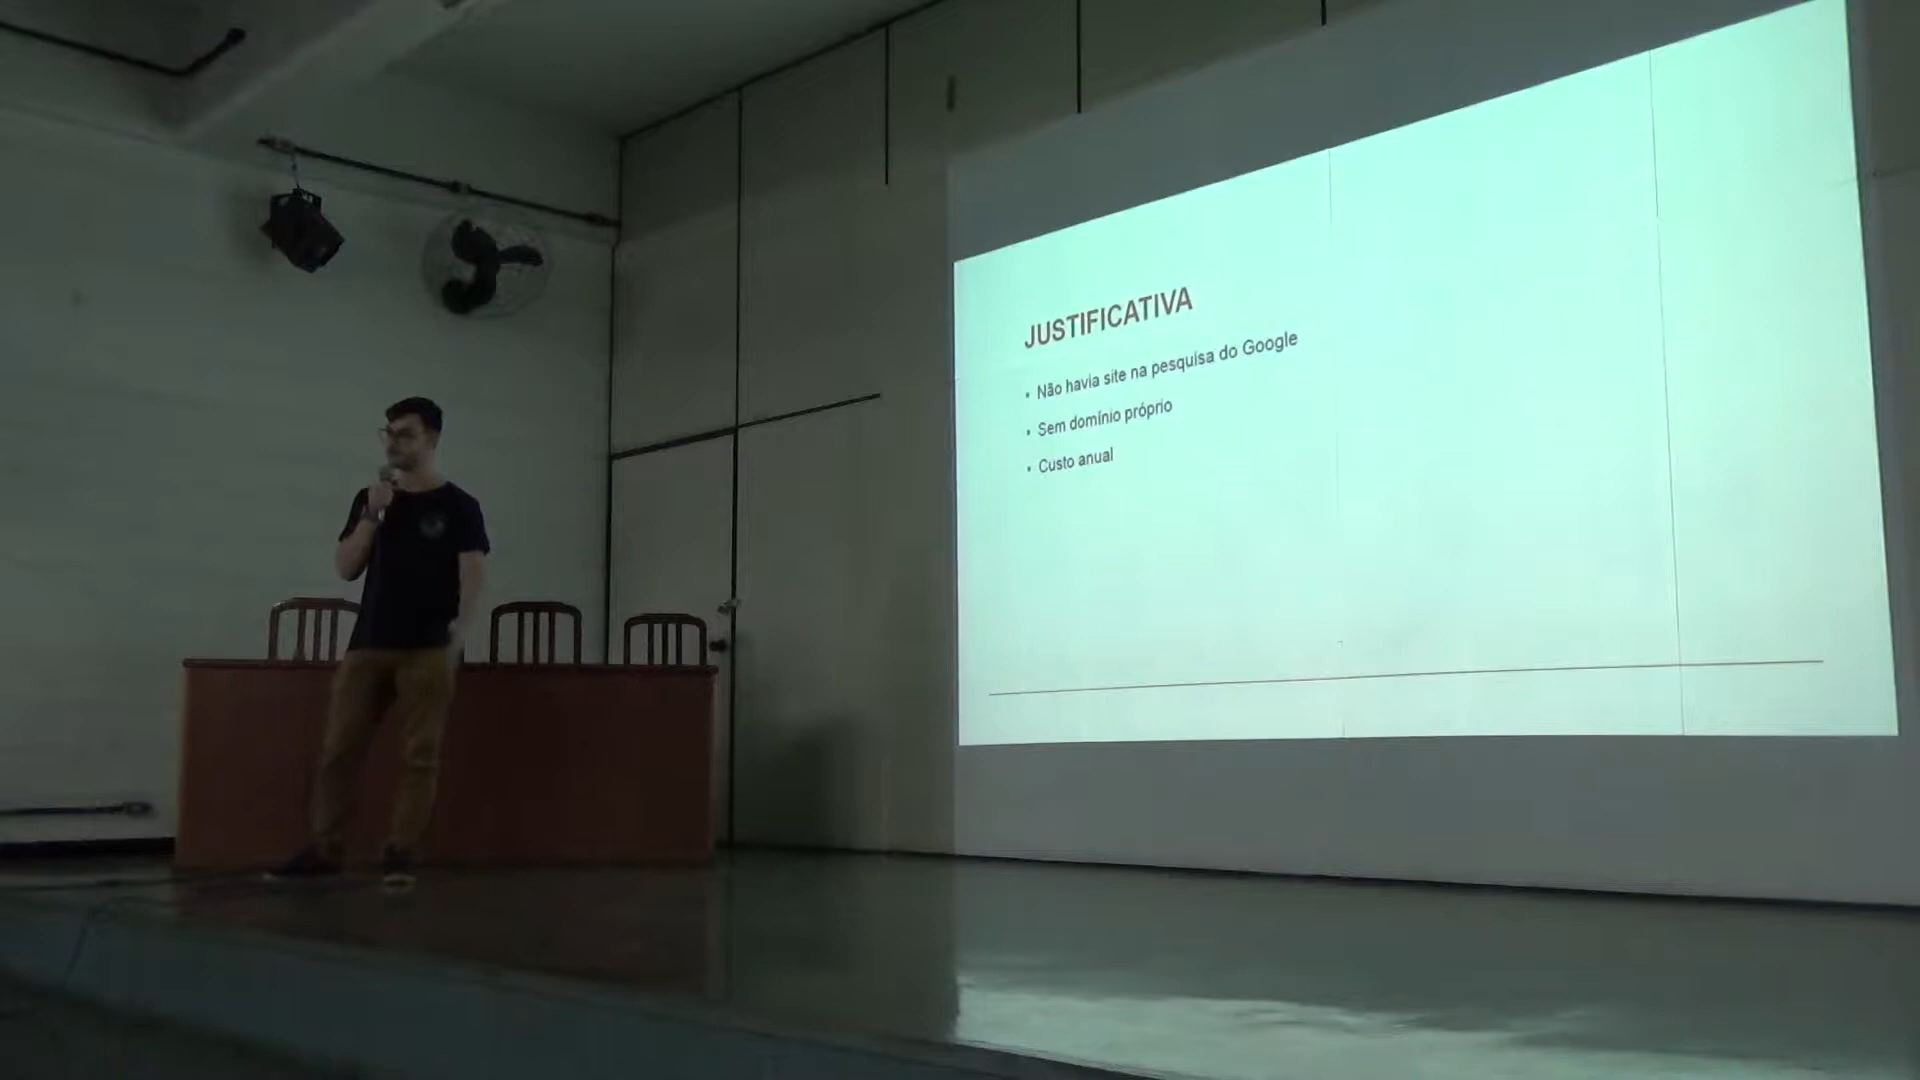 JUSTIFICATIVA
• Não havia site na pesquisa do Google
• Sem domínio próprio
• Custo anual